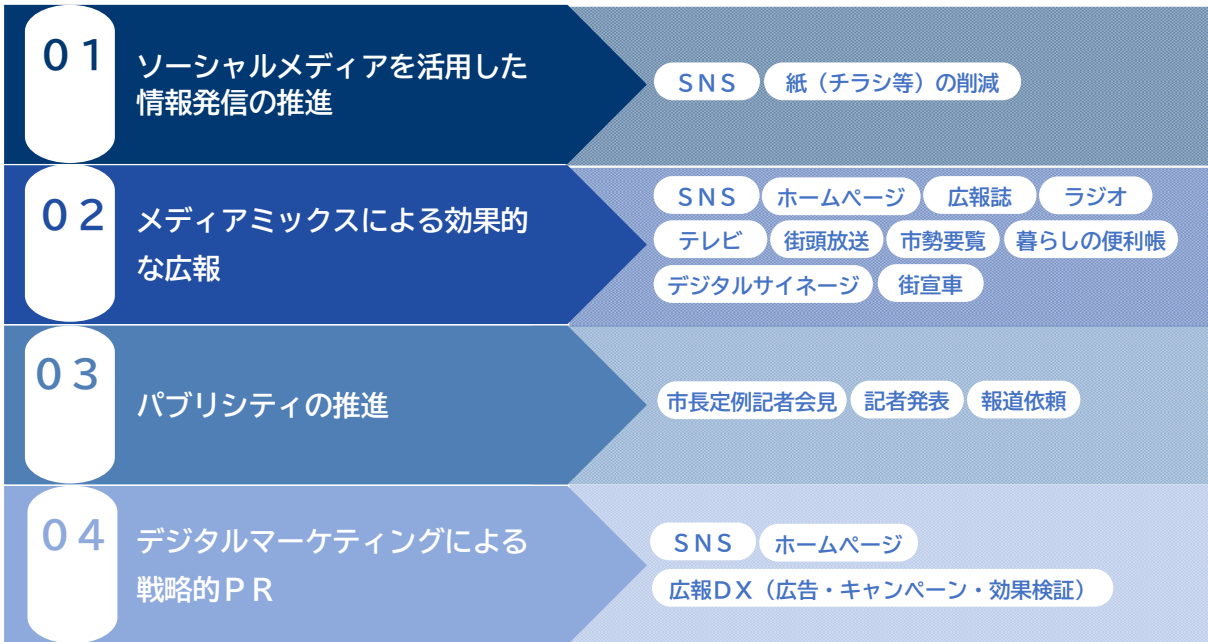 ０１
ソーシャルメディアを活用した
情報発信の推進
ＳＮＳ 紙（チラシ等）の削減
０２
メディアミックスによる効果的
な広報
ＳＮＳ ホームページ 広報誌 ラジオ
テレビ 街頭放送 市勢要覧 暮らしの便利帳
デジタルサイネージ 街宣車
０３
パブリシティの推進
市長定例記者会見 記者発表 報道依頼
０４
デジタルマーケティングによる
戦略的ＰＲ
ＳＮＳ ホームページ
広報ＤＸ（広告・キャンペーン・効果検証）